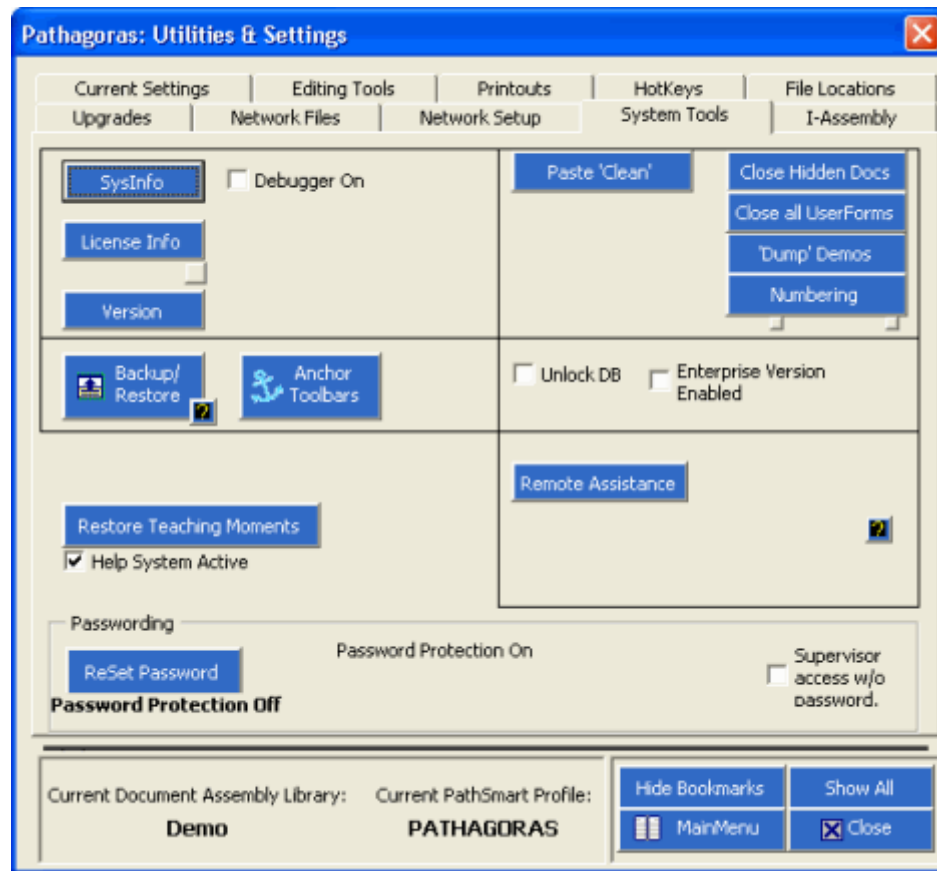 Pathagoras: Utilities & Settings
Current Settings
Editing Tools
Printouts
HotKeys
File Locations
Upgrades
Network Files
Network Setup
System Tools
I-Assembly
SysInfo
Debugger On
Paste 'Clean'
Close Hidden Docs
Close all UserForms
License Info
'Dump' Demos
Version
Numbering
Backup/
Restore
?
Anchor
Toolbars
Unlock DB
Enterprise Version
Enabled
Remote Assistance
Restore Teaching Moments
?
Help System Active
Passwording
Password Protection On
ReSet Password
Supervisor
access w/o
password.
Password Protection Off
Current Document Assembly Library:
Demo
Current PathSmart Profile:
PATHAGORAS
Hide Bookmarks
Show All
MainMenu
Close